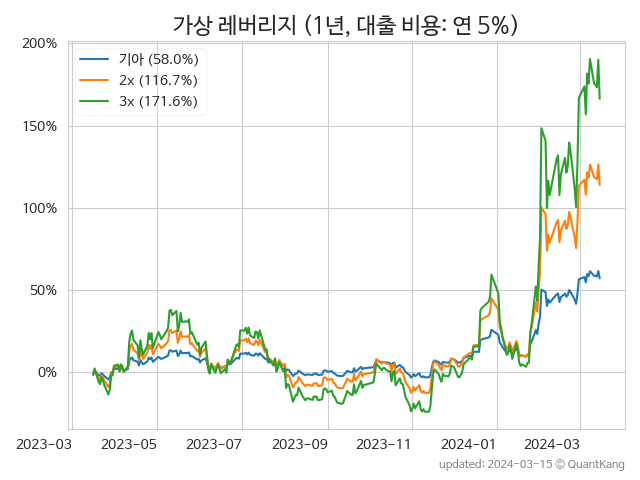 가상 레버리지 (1년, 대출 비용: 연 5%)
200%
150%
100%
50%
0%
기아 (58.0%)
2x (116.7%)
3x (171.6%)
2023-03
2023-05
2023-07
2023-09
2023-11
2024-01
2024-03
updated: 2024-03-15 © QuantKang